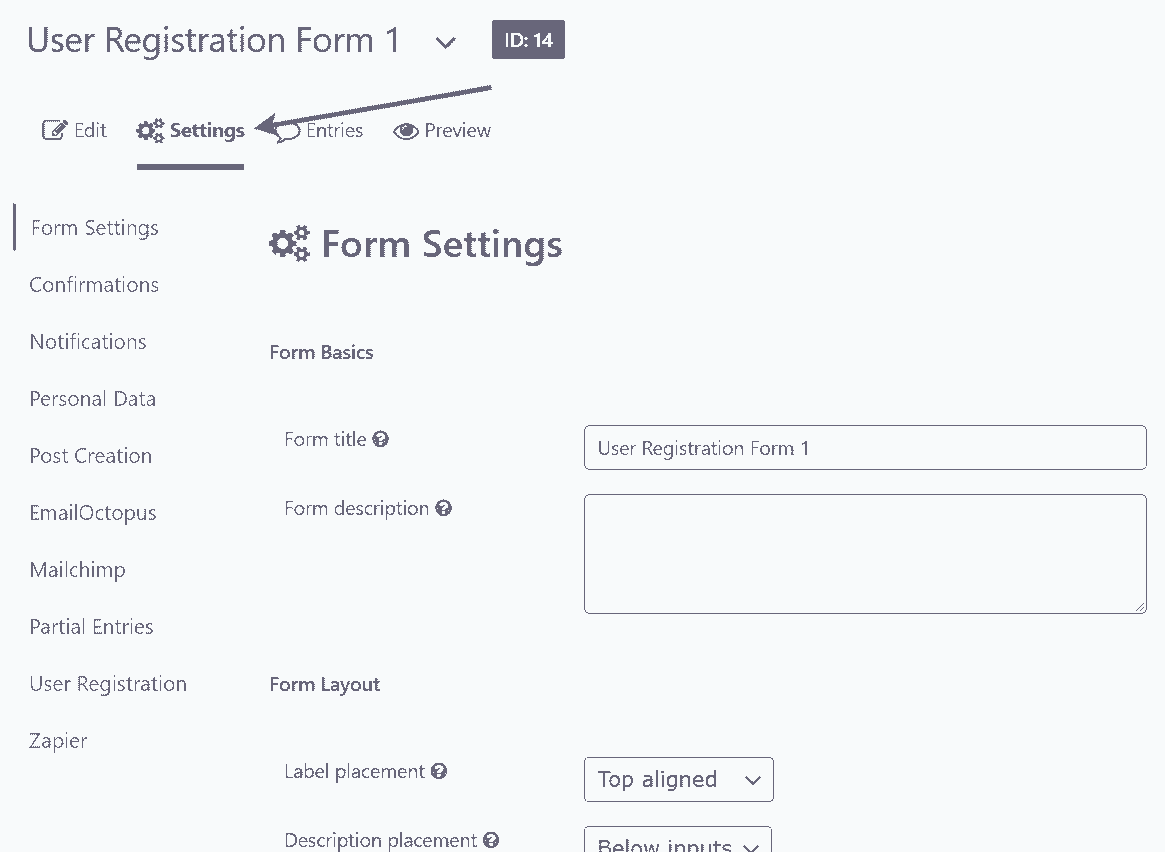 User Registration Form 1 ID: 14
Edit Settings Entries Preview
Form Settings
Confirmations
Notifications
Personal Data
Post Creation
EmailOctopus
Mailchimp
Partial Entries
User Registration
Zapier
Form Settings
Form Basics
Form title User Registration Form 1
Form description
Form Layout
Label placement Top aligned
Description placement Below inputs